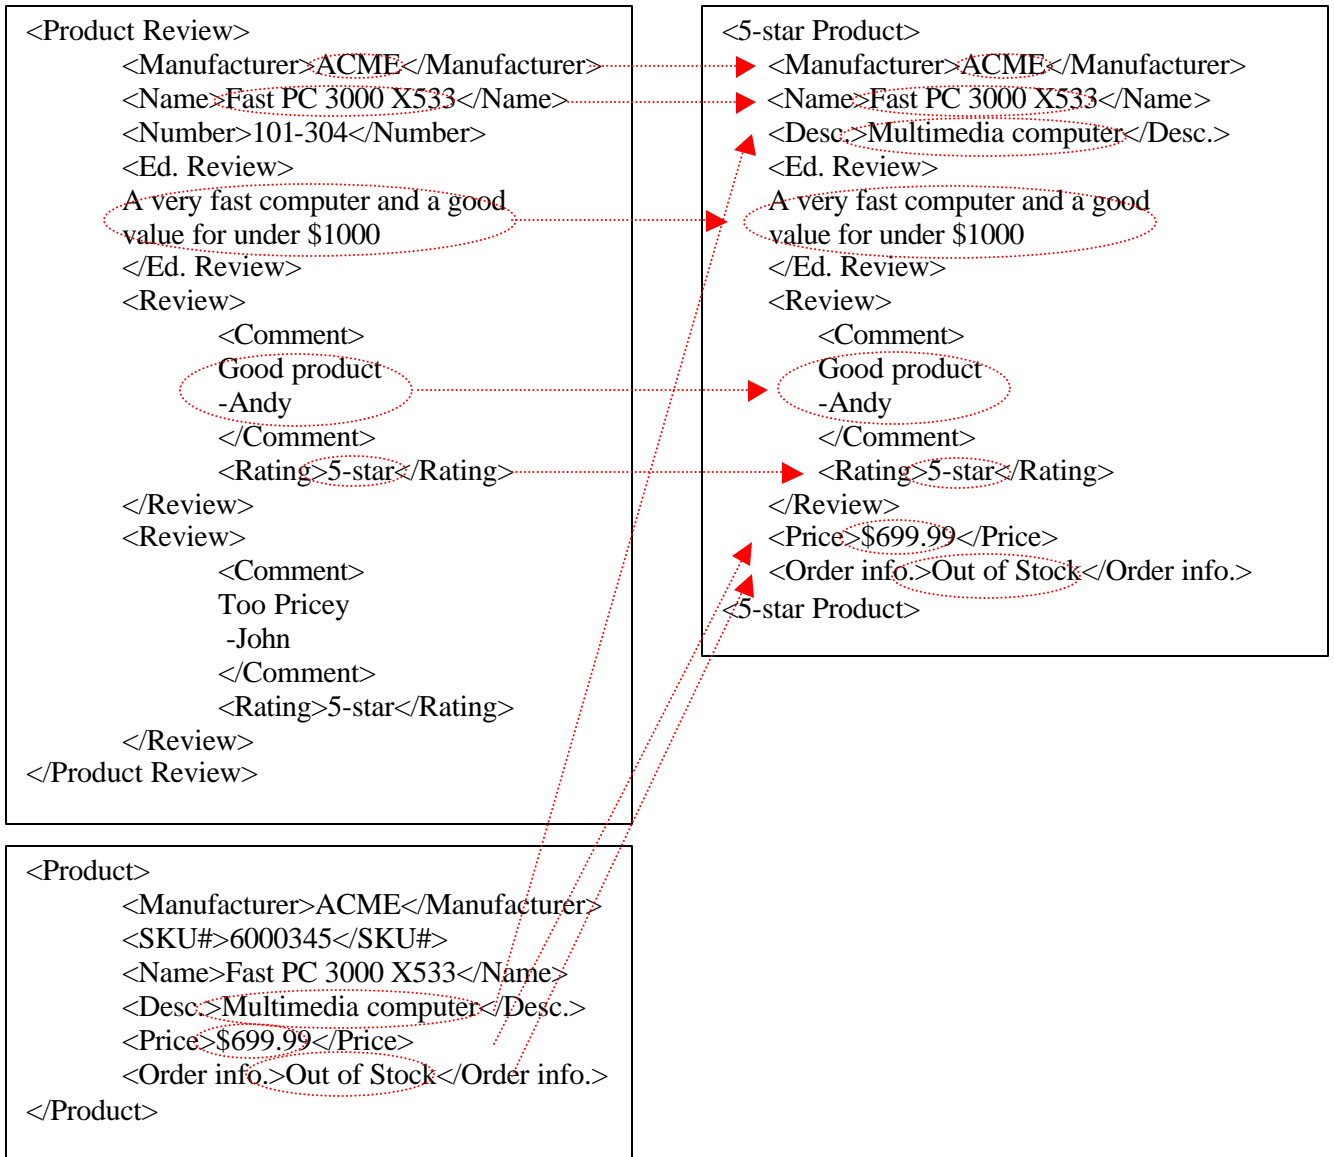 <Product Review>
<Manufacturer>ACME</Manufacturer>
<Name>Fast PC 3000 X533</Name>
<Number>101-304</Number>
<Ed. Review>
A very fast computer and a good
value for under $1000
</Ed. Review>
<Review>
<Comment>
Good product
-Andy
</Comment>
<Rating>5-star</Rating>
</Review>
<Review>
<Comment>
Too Pricey
-John
</Comment>
<Rating>5-star</Rating>
</Review>
</Product Review>
<Product>
<Manufacturer>ACME</Manufacturer>
<SKU#>6000345</SKU#>
<Name>Fast PC 3000 X533</Name>
<Desc.>Multimedia computer</Desc.>
<Price>$699.99</Price>
<Order info.>Out of Stock</Order info.>
</Product>
<5-star Product>
<Manufacturer>ACME</Manufacturer>
<Name>Fast PC 3000 X533</Name>
<Desc.>Multimedia computer</Desc.>
<Ed. Review>
A very fast computer and a good
value for under $1000
</Ed. Review>
<Review>
<Comment>
Good product
-Andy
</Comment>
<Rating>5-star</Rating>
</Review>
<Price>$699.99</Price>
<Order info.>Out of Stock</Order info.>
<5-star Product>